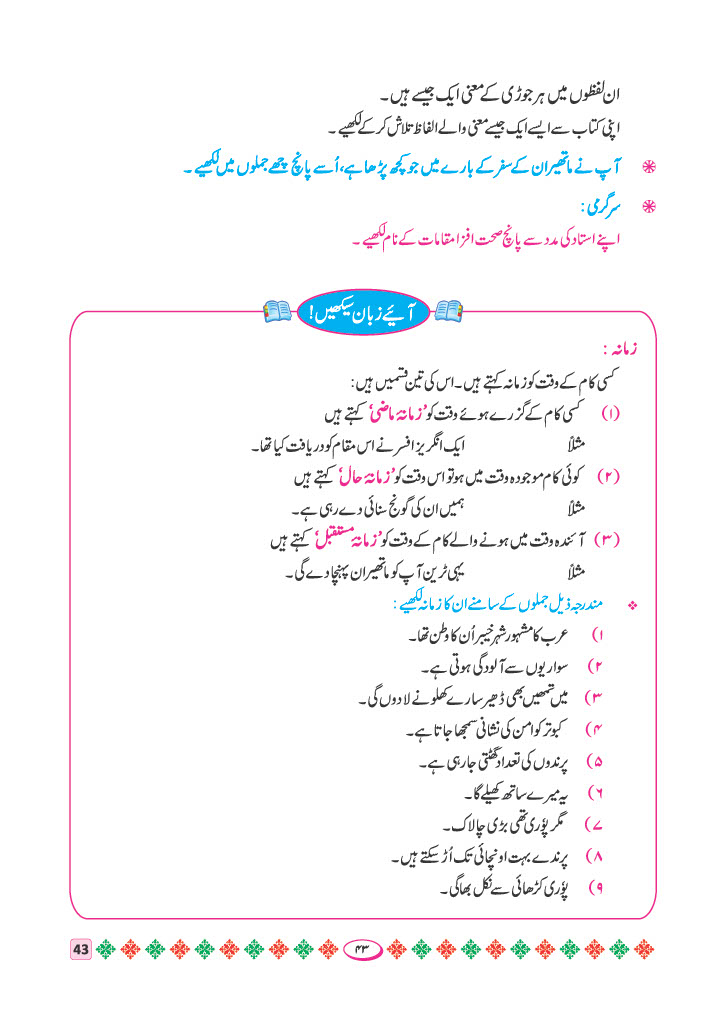 ان لفظوں میں ہر جوڑی کے معنی ایک جیسے ہیں۔
اپنی کتاب سے ایسے ایک جیسے معنی والے الفاظ تلاش کر کے لکھیے۔
آپ نے ماتھیران کے سفر کے بارے میں جو کچھ پڑھا ہے، اُسے پانچ چھے جملوں میں لکھیے۔
سرگرمی:
اپنے استاد کی مدد سے پانچ صحت افزا مقامات کے نام لکھیے۔
آئیے زبان سیکھیں!
زمانہ :
کسی کام کے وقت کو زمانہ کہتے ہیں۔ اس کی تین قسمیں ہیں:
(۱) کسی کام کے گزرے ہوئے وقت کو ’زمانۂ ماضی‘ کہتے ہیں
مثلاً ایک انگریز افسر نے اس مقام کو دریافت کیا تھا۔
(۲) کوئی کام موجودہ وقت میں ہو تو اس وقت کو ’زمانۂ حال‘ کہتے ہیں
مثلاً ہمیں ان کی گونج سنائی دے رہی ہے۔
(۳) آئندہ وقت میں ہونے والے کام کے وقت کو ’زمانۂ مستقبل‘ کہتے ہیں
مثلاً یہی ٹرین آپ کو ماتھیران پہنچا دے گی۔
مندرجہ ذیل جملوں کے سامنے ان کا زمانہ لکھیے:
۱) عرب کا مشہور شہر خیبر اُن کا وطن تھا۔
۲) سواریوں سے آلودگی ہوتی ہے۔
۳) میں تمھیں بھی ڈھیر سارے کھلونے لا دوں گی۔
۴) کبوتر کو امن کی نشانی سمجھا جاتا ہے۔
۵) پرندوں کی تعداد گھٹتی جا رہی ہے۔
۶) یہ میرے ساتھ کھیلے گا۔
۷) مگر پوٗری تھی بڑی چالاک۔
۸) پرندے بہت اونچائی تک اُڑ سکتے ہیں۔
۹) پوٗری کڑھائی سے نکل بھاگی۔
43 ۴۳